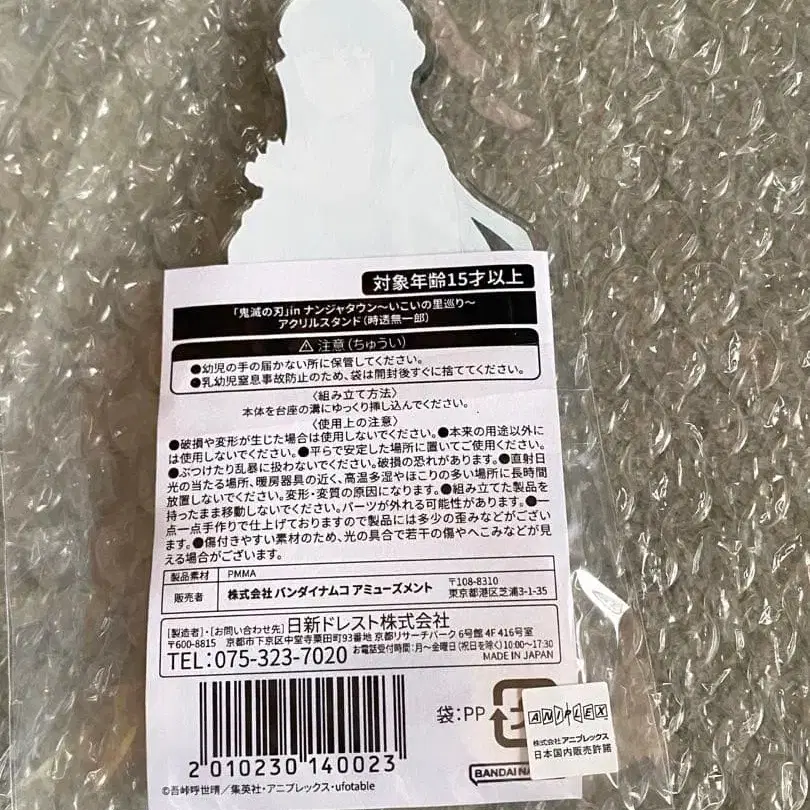 対象年齢15才以上
「鬼滅の刃」in ナンジャタウン〜いこいの里巡り〜
アクリルスタンド(時透無一郎)
⚠注意(ちゅうい)
●幼児の手の届かない所に保管してください。
●乳幼児窒息事故防止のため、袋は開封後すぐに捨ててください。
〈組み立て方法〉
本体を台座の溝にゆっくり挿し込んでください。
〈使用上の注意〉
●破損や変形が生じた場合は使用しないでください。●本来の用途以外に
は使用しないでください。●平らで安定した場所に置いてご使用ください。
●ぶつけたり乱暴に扱わないでください。破損の恐れがあります。●直射日
光の当たる場所、暖房器具の近く、高温多湿やほこりの多い場所に長時間
放置しないでください。変形・変質の原因になります。●組み立てた製品を
持ったまま移動しないでください。パーツが外れる可能性があります。●一
点一点手作りで仕上げておりますので製品には多少の歪みなどがござい
ます。●傷付きやすい素材のため、光の具合で若干の傷やへこみなどが見
える場合がございます。
製品素材 PMMA
販売者 株式会社 バンダイナムコ アミューズメント 〒108-8310
東京都港区芝浦3-1-35
[製造者]・[お問い合わせ先]日新ドレスト株式会社
〒600-8815 京都市下京区中堂寺粟田町93番地 京都リサーチパーク 6号館 4F 416号室
TEL:075-323-7020 お電話受付時間:月〜金曜日(祝日を除く)10:00〜17:30
MADE IN JAPAN
2 010230 140023
袋:PP
ANIPLEX
株式会社アニプレックス
日本国内販売許諾
BANDAI NA
©吾峠呼世晴/集英社・アニプレックス・ufotable